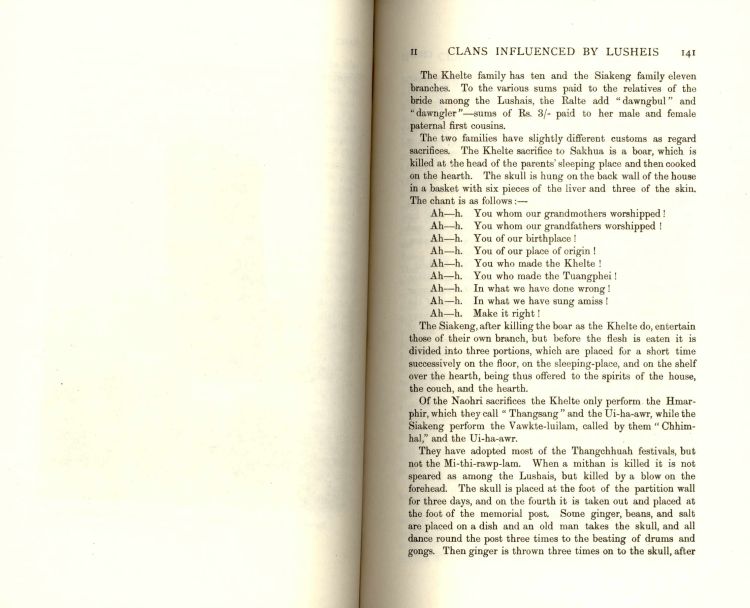 II CLANS INFLUENCED BY LUSHEIS 141
The Khelte family has ten and the Siakeng family eleven
branches. To the various sums paid to the relatives of the
bride among the Lushais, the Ralte add "dawngbul" and
"dawngler"—sums of Rs. 3/- paid to her male and female
paternal first cousins.
The two families have slightly different customs as regard
sacrifices. The Khelte sacrifice to Sakhua is a boar, which is
killed at the head of the parents' sleeping place and then cooked
on the hearth. The skull is hung on the back wall of the house
in a basket with six pieces of the liver and three of the skin.
The chant is as follows:—
Ah—h. You whom our grandmothers worshipped!
Ah—h. You whom our grandfathers worshipped!
Ah—h. You of our birthplace!
Ah—h. You of our place of origin!
Ah—h. You who made the Khelte!
Ah—h. You who made the Tuangphei!
Ah—h. In what we have done wrong!
Ah—h. In what we have sung amiss!
Ah—h. Make it right!
The Siakeng, after killing the boar as the Khelte do, entertain
those of their own branch, but before the flesh is eaten it is
divided into three portions, which are placed for a short time
successively on the floor, on the sleeping-place, and on the shelf
over the hearth, being thus offered to the spirits of the house,
the couch, and the hearth.
Of the Naohri sacrifices the Khelte only perform the Hmar-
phir, which they call "Thangsang" and the Ui-ha-awr, while the
Siakeng perform the Vawkte-luilam, called by them "Chhim-
hal," and the Ui-ha-awr.
They have adopted most of the Thangchhuah festivals, but
not the Mi-thi-rawp-lam. When a mithan is killed it is not
speared as among the Lushais, but killed by a blow on the
forehead. The skull is placed at the foot of the partition wall
for three days, and on the fourth it is taken out and placed at
the foot of the memorial post. Some ginger, beans, and salt
are placed on a dish and an old man takes the skull, and all
dance round the post three times to the beating of drums and
gongs. Then ginger is thrown three times on to the skull, after